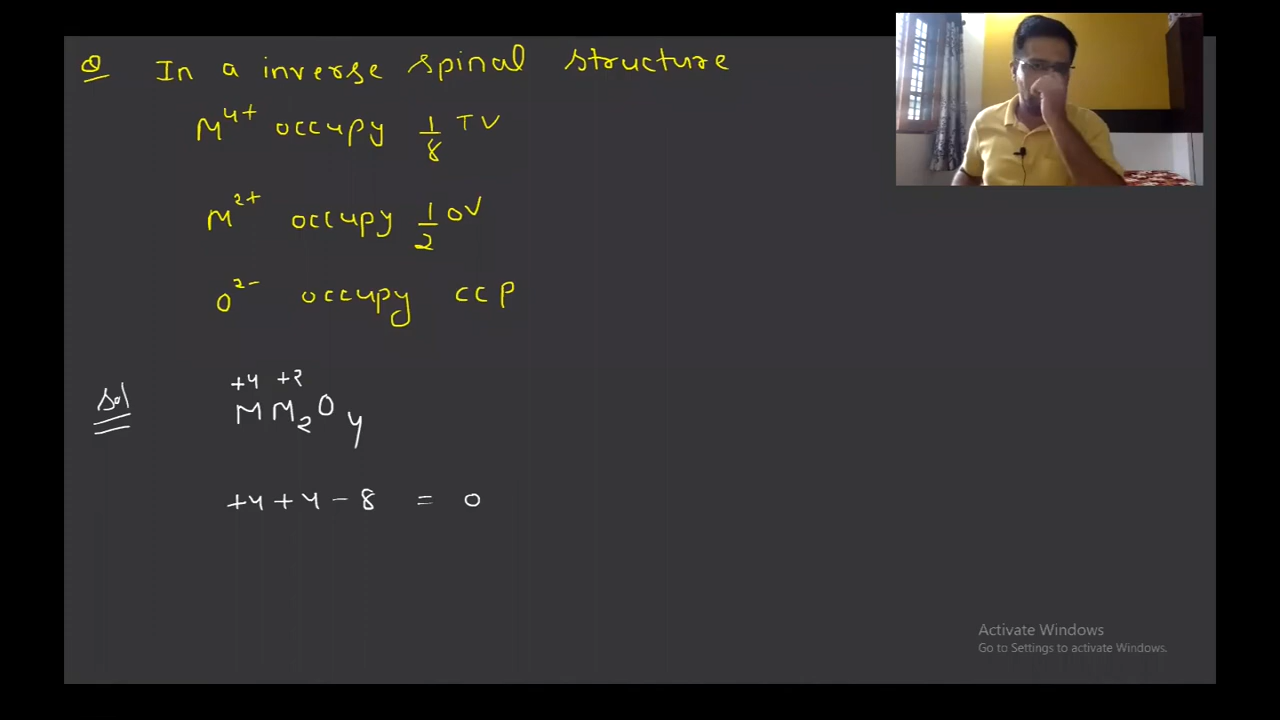 Q In a inverse spinal structure
M4+ occupy 1/8 TV
M2+ occupy 1/2 OV
O2- occupy CCP
Sol
+4 +2
M M2 O4
+4 + 4 - 8 = 0
Activate Windows
Go to Settings to activate Windows.